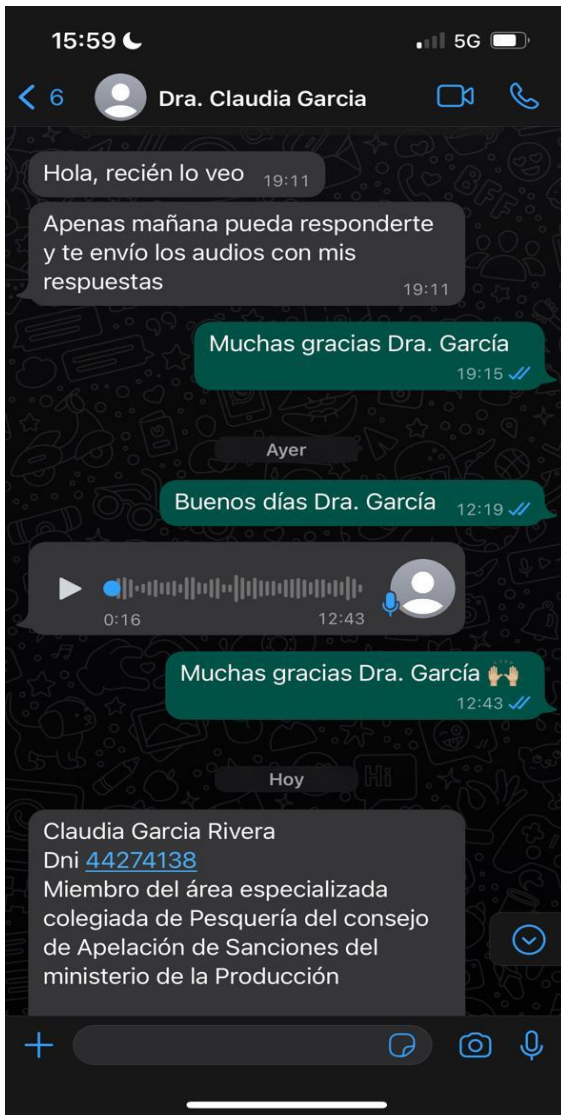 15:59
5G
6
Dra. Claudia Garcia
Hola, recién lo veo 19:11
Apenas mañana pueda responderte
y te envío los audios con mis
respuestas
19:11
Muchas gracias Dra. García
19:15
Ayer
Buenos días Dra. García 12:19
0:16 12:43
Muchas gracias Dra. García 🙌🏼
12:43
Hoy
Claudia Garcia Rivera
Dni 44274138
Miembro del área especializada
colegiada de Pesquería del consejo
de Apelación de Sanciones del
ministerio de la Producción